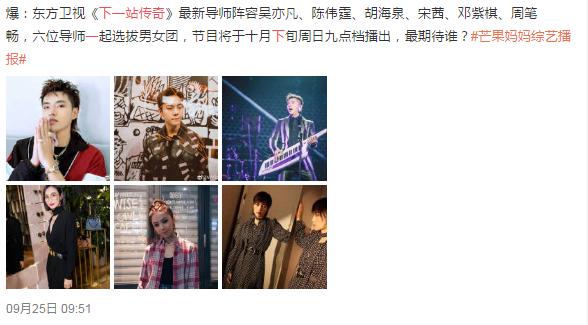 爆：东方卫视《下一站传奇》最新导师阵容吴亦凡、陈伟霆、胡海泉、宋茜、邓紫棋、周笔
畅，六位导师一起选拔男女团，节目将于十月下旬周日九点档播出，最期待谁？#芒果妈妈综艺播
报#
09月25日 09:51